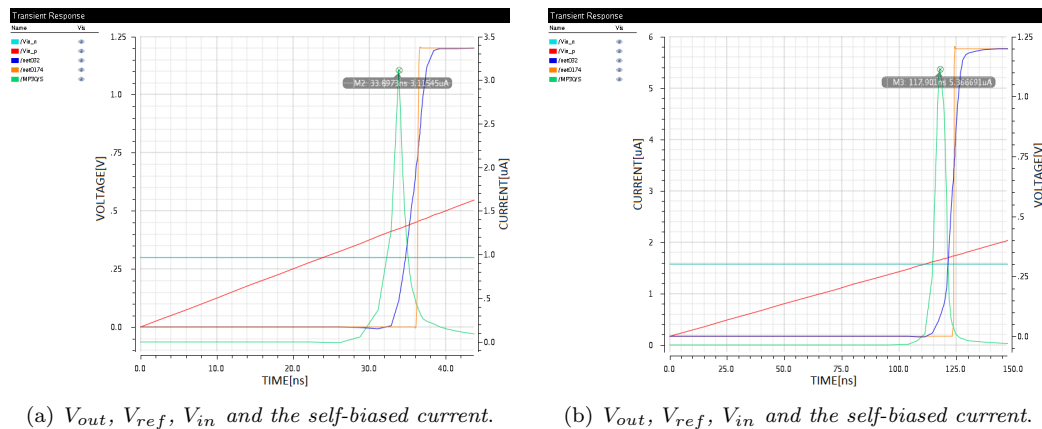 Transient Response
Name Vis
/Vin_n
/Vin_p
/net032
/net0174
1.25
1.0
.75
.5
.25
0.0
VOLTAGE[V]
M2: 33.8973ns 3.11545uA
3.5
3.0
2.5
2.0
1.5
1.0
.5
0.0
CURRENT[uA]
0.0 10.0 20.0 30.0 40.0
TIME[ns]
(a) Vout, Vref, Vin and the self-biased current.
Transient Response
Name Vis
/Vin_n
/Vin_p
/net032
/net0174
6
5
4
3
2
1
0
CURRENT[uA]
M3: 117.901ns 5.366691uA
1.25
1.0
.75
.5
.25
0.0
VOLTAGE[V]
0.0 25.0 50.0 75.0 100.0 125.0 150.0
TIME[ns]
(b) Vout, Vref, Vin and the self-biased current.